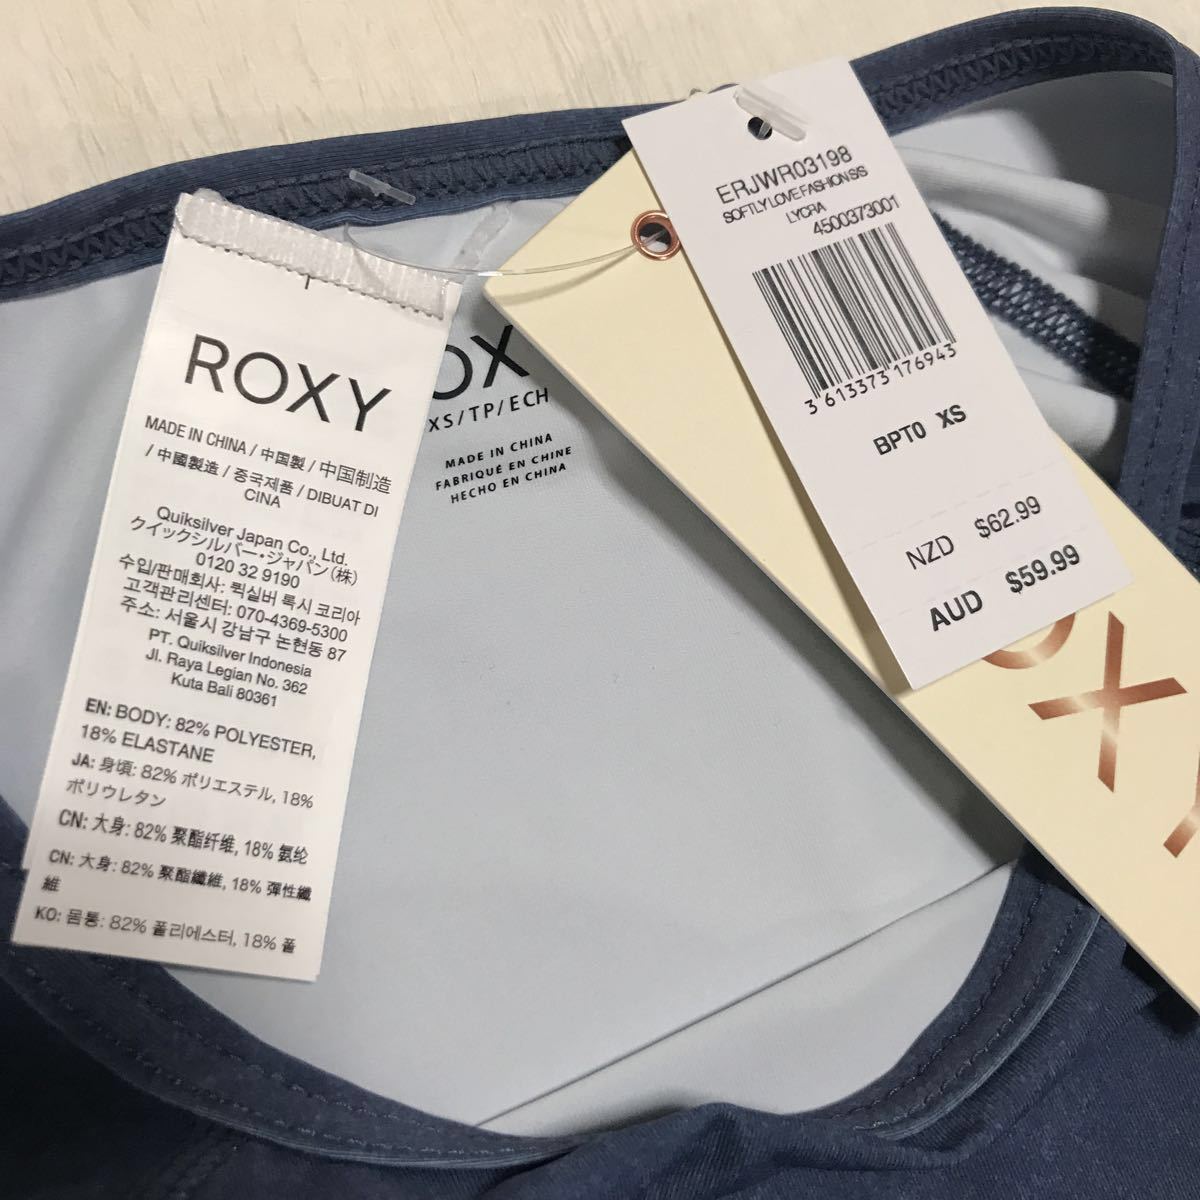 ROXY
MADE IN CHINA / 中国製 / 中国制造
/ 中國製造 / 중국제품 / DIBUAT DI
CINA
Quiksilver Japan Co., Ltd.
クイックシルバー・ジャパン(株)
0120 32 9190
수입/판매회사: 퀵실버 록시 코리아
고객관리센터: 070-4369-5300
주소: 서울시 강남구 논현동 87
PT. Quiksilver Indonesia
Jl. Raya Legian No. 362
Kuta Bali 80361
EN: BODY: 82% POLYESTER,
18% ELASTANE
JA: 身頃: 82% ポリエステル, 18%
ポリウレタン
CN: 大身: 82% 聚酯纤维, 18% 氨纶
CN: 大身: 82% 聚酯纖維, 18% 彈性纖
維
KO: 몸통: 82% 폴리에스터, 18% 폴
OX
XS/TP/ECH
MADE IN CHINA
FABRIQUÉ EN CHINE
HECHO EN CHINA
ERJWR03198
SOFTLY LOVE FASHION S/S
LYCRA
4500373001
3 613373 176943
BPT0 XS
NZD $62.99
AUD $59.99
OXY